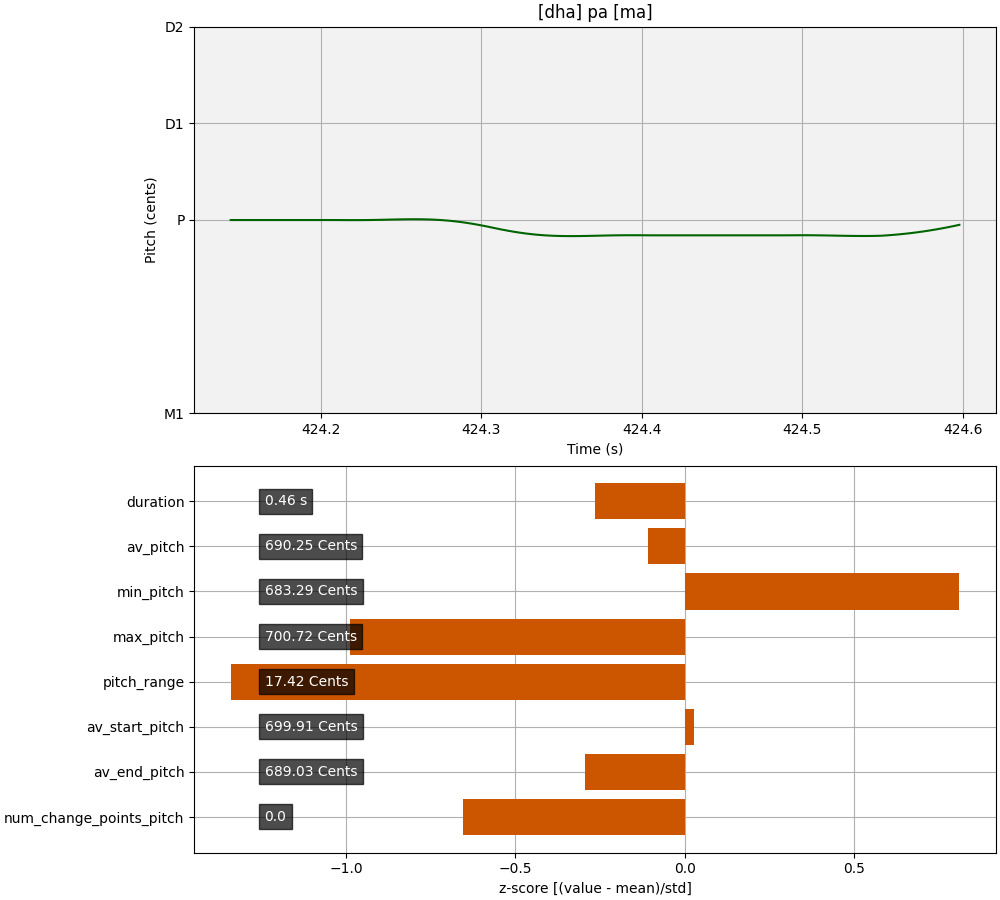 [dha] pa [ma]
D2
D1
P
M1
Pitch (cents)
424.2 424.3 424.4 424.5 424.6
Time (s)
duration 0.46 s
av_pitch 690.25 Cents
min_pitch 683.29 Cents
max_pitch 700.72 Cents
pitch_range 17.42 Cents
av_start_pitch 699.91 Cents
av_end_pitch 689.03 Cents
num_change_points_pitch 0.0
−1.0 −0.5 0.0 0.5
z-score [(value - mean)/std]